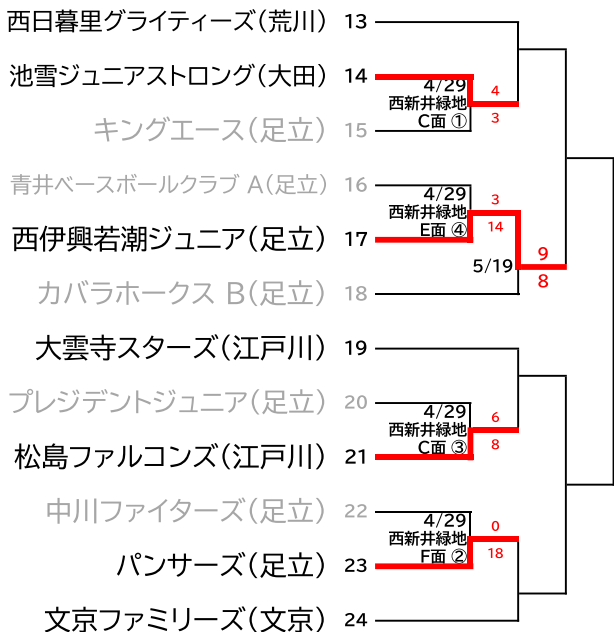 西日暮里グライティーズ(荒川) 13
池雪ジュニアストロング(大田) 14
4/29
西新井緑地
C面 ①
4
3
キングエース(足立) 15
青井ベースボールクラブ A(足立) 16
4/29
西新井緑地
E面 ④
3
14
西伊興若潮ジュニア(足立) 17
5/19
9
8
カバラホークス B(足立) 18
大雲寺スターズ(江戸川) 19
プレジデントジュニア(足立) 20
4/29
西新井緑地
C面 ③
6
8
松島ファルコンズ(江戸川) 21
中川ファイターズ(足立) 22
4/29
西新井緑地
F面 ②
0
18
パンサーズ(足立) 23
文京ファミリーズ(文京) 24